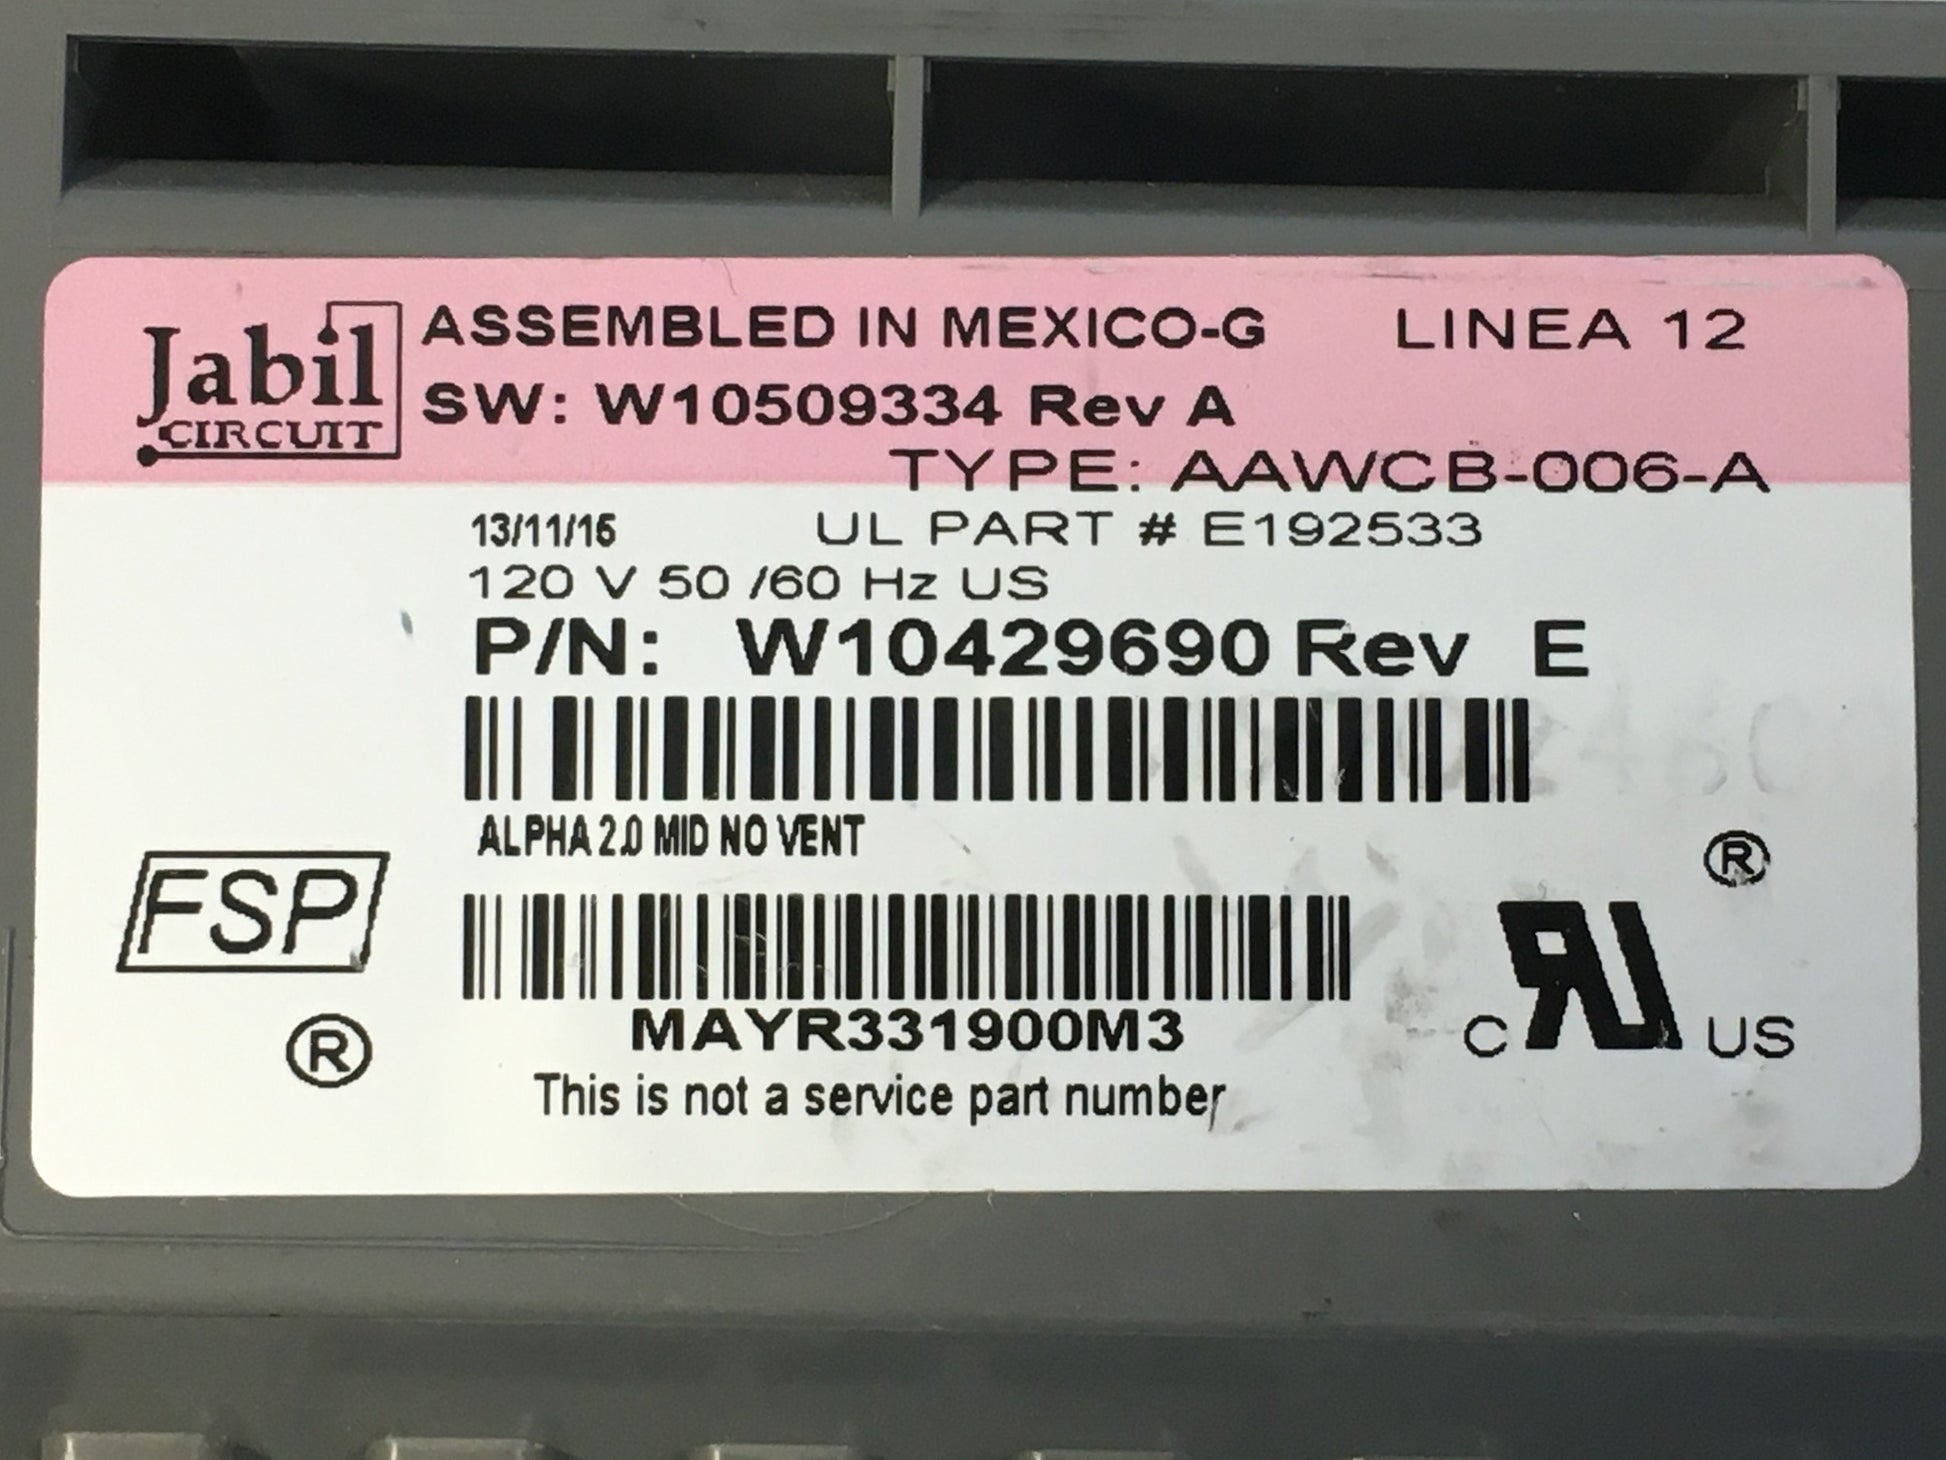 Jabil
CIRCUIT
ASSEMBLED IN MEXICO-G LINEA 12
SW: W10509334 Rev A
TYPE: AAWCB-006-A
13/11/15 UL PART # E192533
120 V 50 /60 Hz US
P/N: W10429690 Rev E
ALPHA 2.0 MID NO VENT
FSP
®
MAYR331900M3
This is not a service part number
®
C RU US